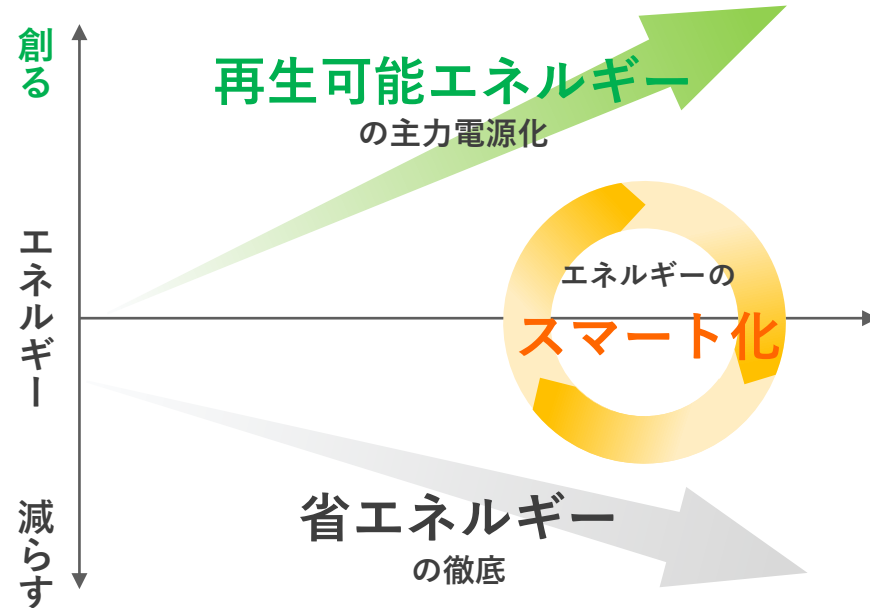 創る
再生可能エネルギー
の主力電源化
エネルギー
エネルギーの
スマート化
減らす
省エネルギー
の徹底